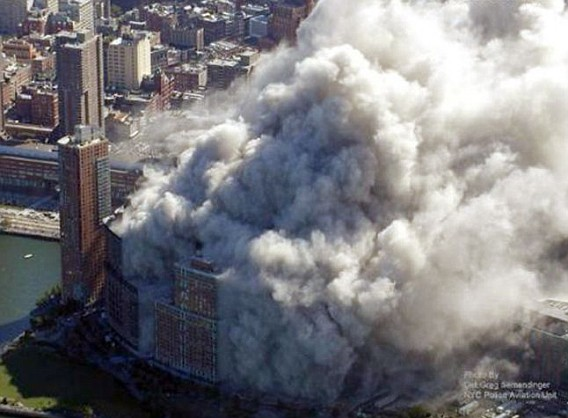 Photo By
Det. Greg Semendinger
NYC Police Aviation Unit